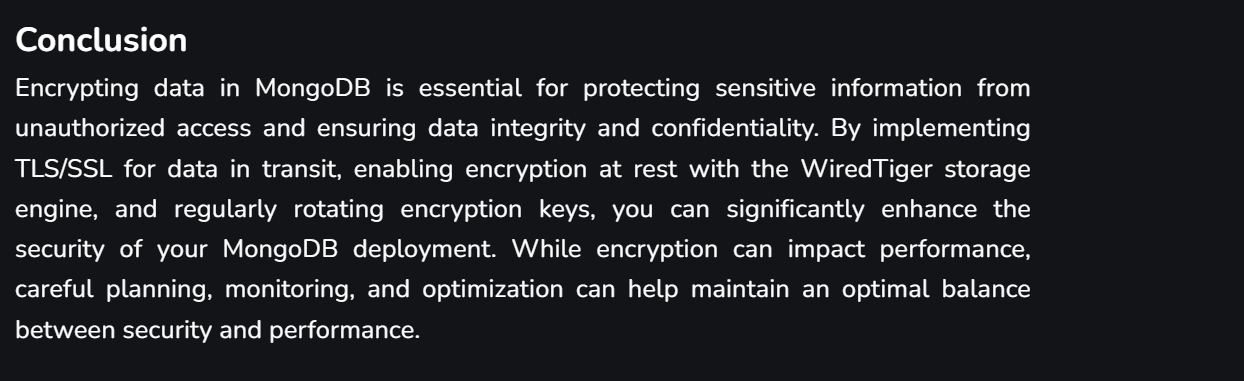 Conclusion
Encrypting data in MongoDB is essential for protecting sensitive information from
unauthorized access and ensuring data integrity and confidentiality. By implementing
TLS/SSL for data in transit, enabling encryption at rest with the WiredTiger storage
engine, and regularly rotating encryption keys, you can significantly enhance the
security of your MongoDB deployment. While encryption can impact performance,
careful planning, monitoring, and optimization can help maintain an optimal balance
between security and performance.